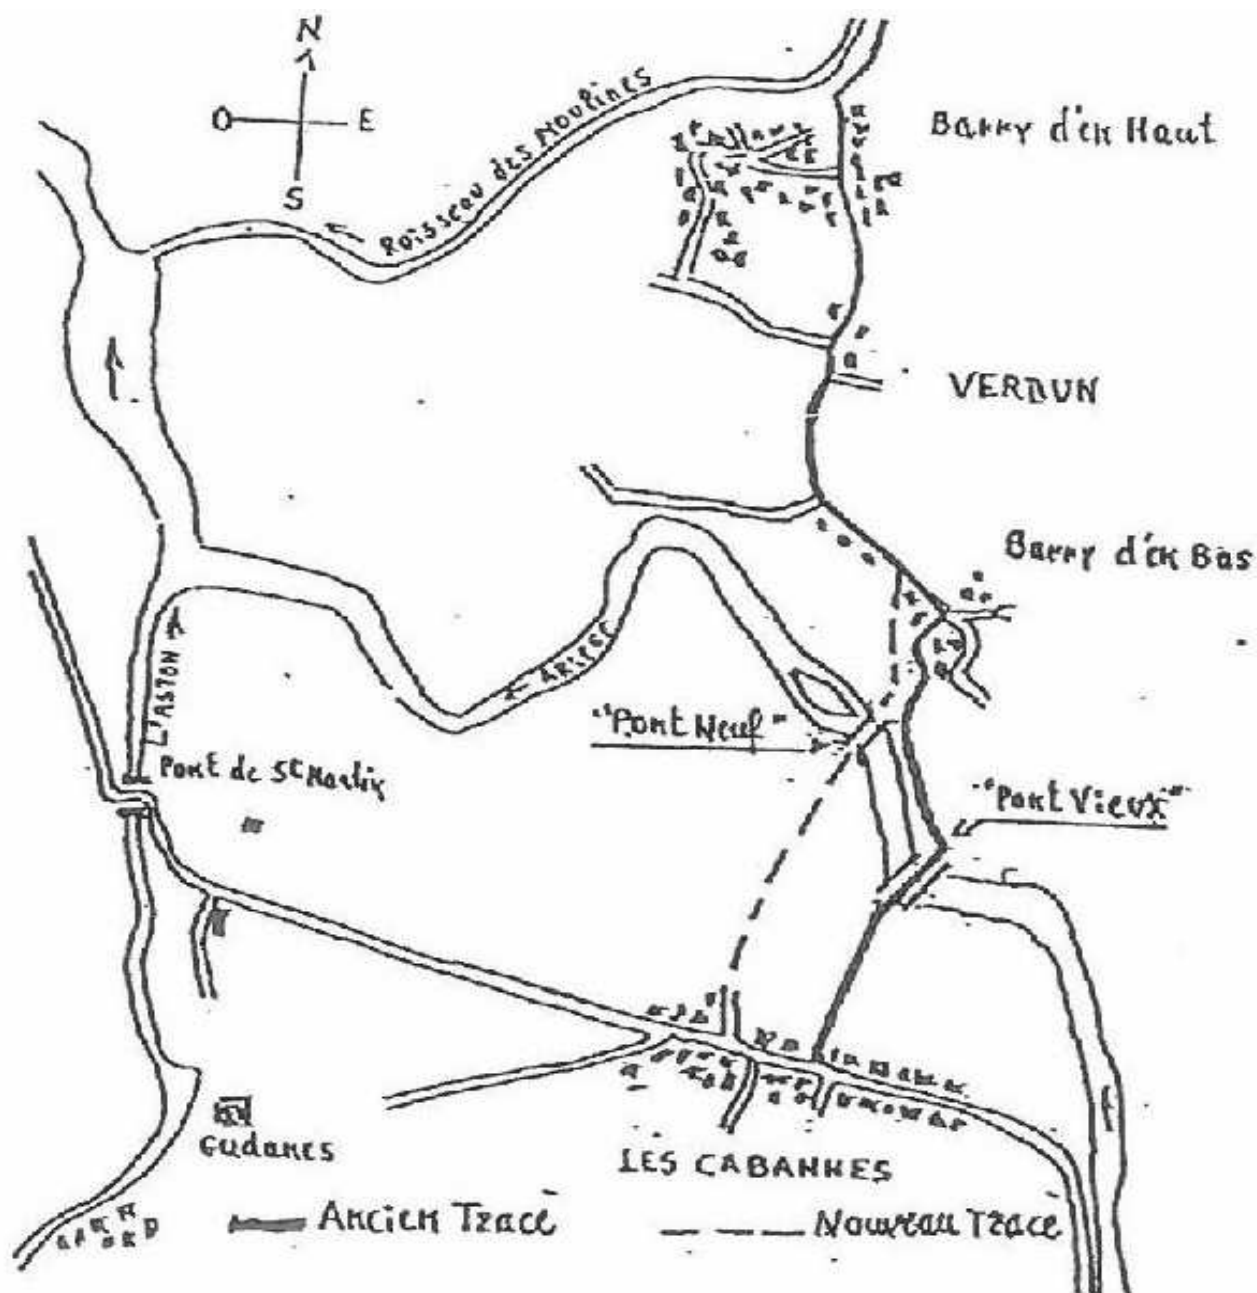 N
O E
S
Ruisseau des Moulines
Barry d'en Haut
VERDUN
Barry d'en Bas
← ARIEGE
L'ASTON →
"Pont Neuf"
Pont de St Martin
"Pont Vieux"
Gudanes
LES CABANNES
Ancien Tracé
Nouveau Tracé